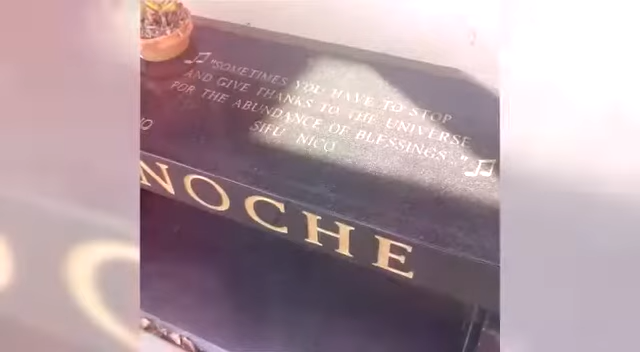 ♫ "SOMETIMES YOU HAVE TO STOP
AND GIVE THANKS TO THE UNIVERSE
FOR THE ABUNDANCE OF BLESSINGS." ♫
SIFU NICO
NOCHE